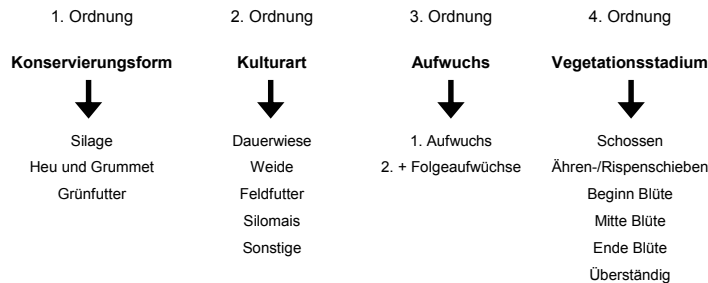 1. Ordnung 2. Ordnung 3. Ordnung 4. Ordnung
Konservierungsform Kulturart Aufwuchs Vegetationsstadium
Silage Dauerwiese 1. Aufwuchs Schossen
Heu und Grummet Weide 2. + Folgeaufwüchse Ähren-/Rispenschieben
Grünfutter Feldfutter Beginn Blüte
Silomais Mitte Blüte
Sonstige Ende Blüte
Überständig